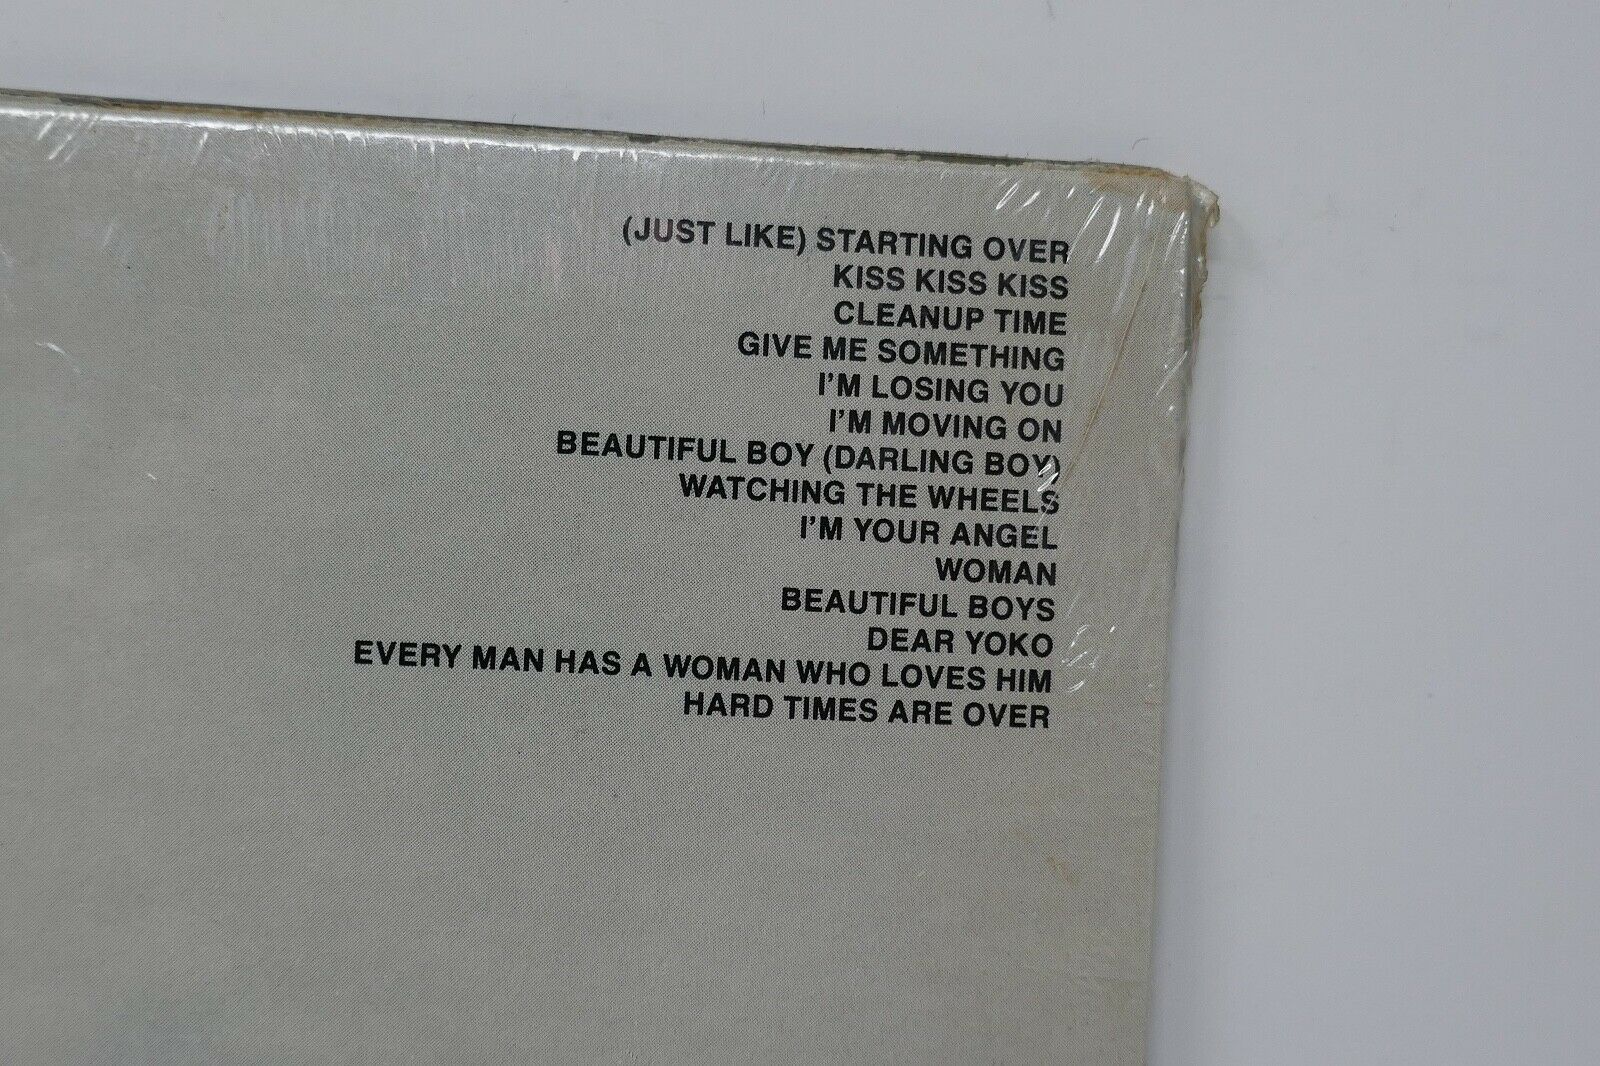 (JUST LIKE) STARTING OVER
KISS KISS KISS
CLEANUP TIME
GIVE ME SOMETHING
I'M LOSING YOU
I'M MOVING ON
BEAUTIFUL BOY (DARLING BOY)
WATCHING THE WHEELS
I'M YOUR ANGEL
WOMAN
BEAUTIFUL BOYS
DEAR YOKO
EVERY MAN HAS A WOMAN WHO LOVES HIM
HARD TIMES ARE OVER